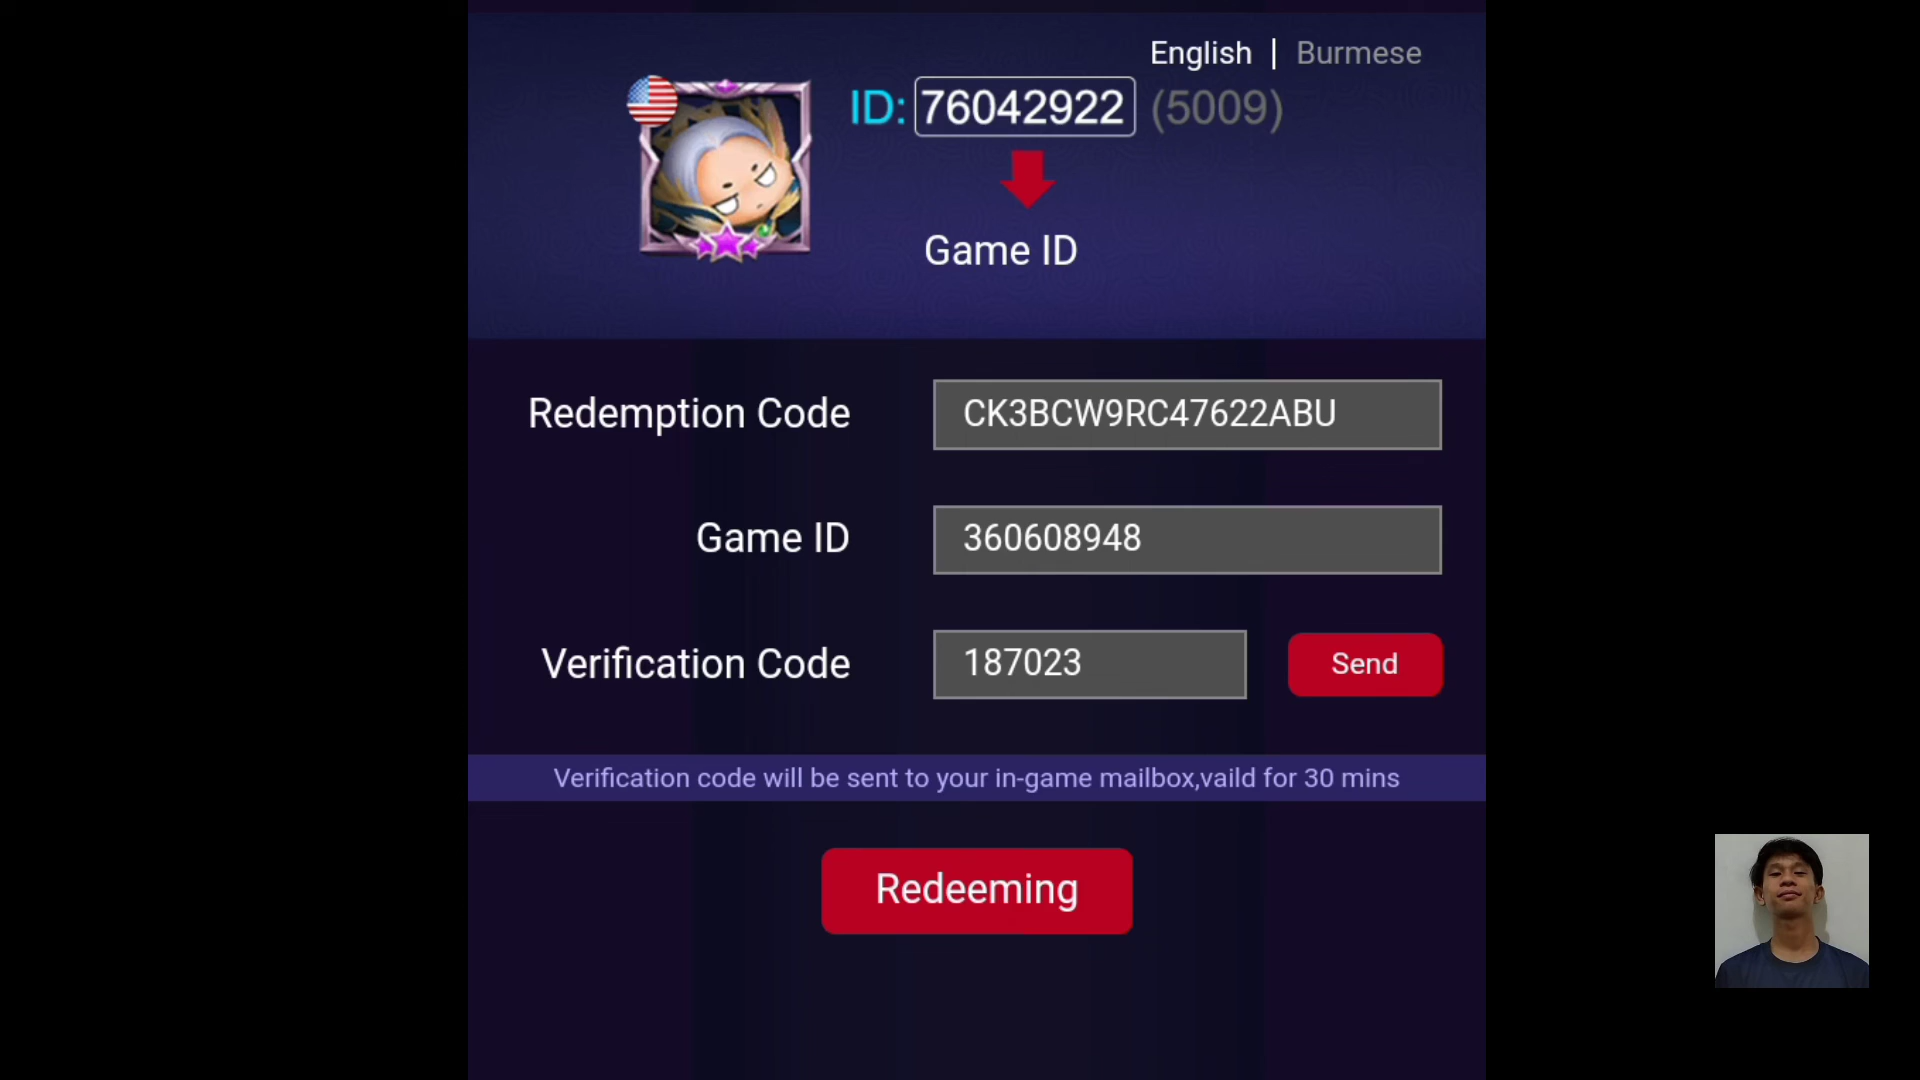 English | Burmese
ID: 76042922 (5009)
Game ID
Redemption Code CK3BCW9RC47622ABU
Game ID 360608948
Verification Code 187023 Send
Verification code will be sent to your in-game mailbox,vaild for 30 mins
Redeeming